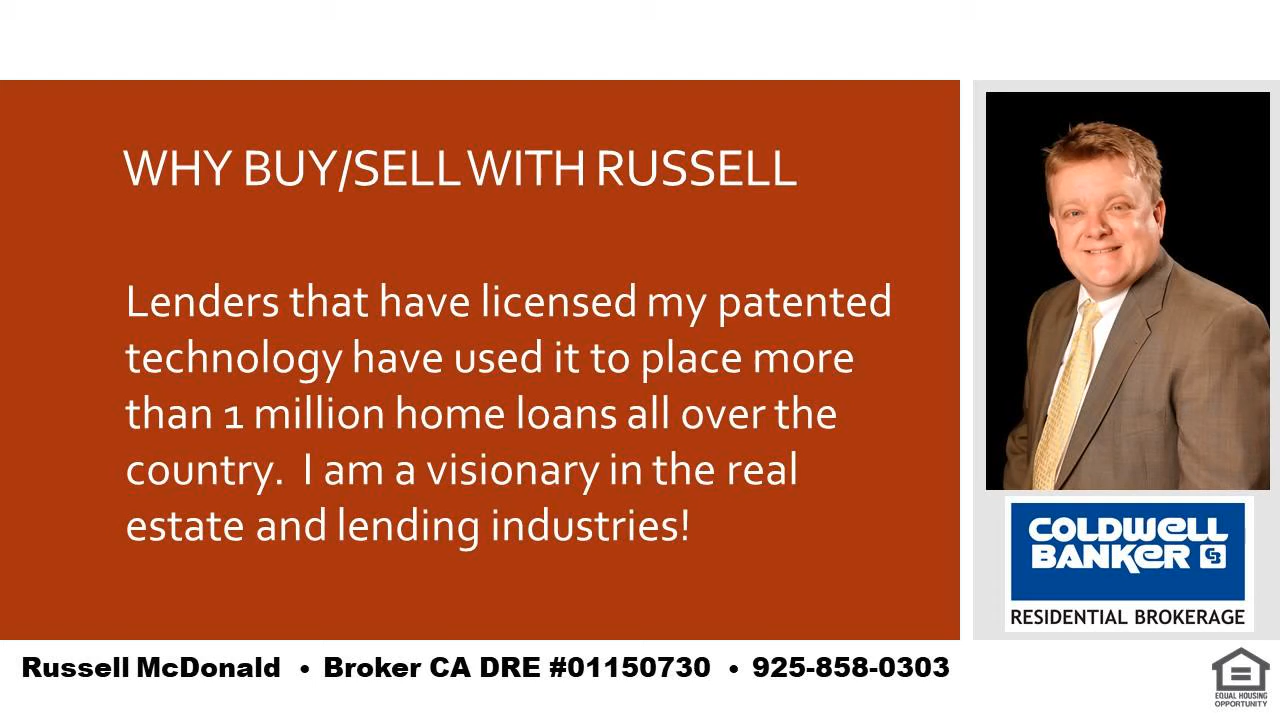 WHY BUY/SELL WITH RUSSELL
Lenders that have licensed my patented
technology have used it to place more
than 1 million home loans all over the
country.  I am a visionary in the real
estate and lending industries!
COLDWELL
BANKER CB
RESIDENTIAL BROKERAGE
Russell McDonald • Broker CA DRE #01150730 • 925-858-0303
EQUAL HOUSING
OPPORTUNITY